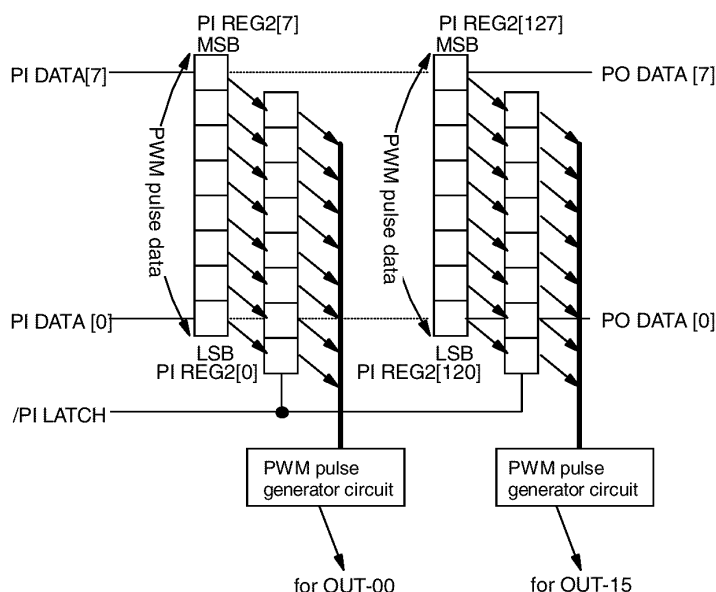 PI REG2[7]
MSB
PI REG2[127]
MSB
PI DATA[7]
PO DATA [7]
PWM pulse data
PWM pulse data
PI DATA [0]
PO DATA [0]
LSB
PI REG2[0]
LSB
PI REG2[120]
/PI LATCH
PWM pulse
generator circuit
PWM pulse
generator circuit
for OUT-00
for OUT-15